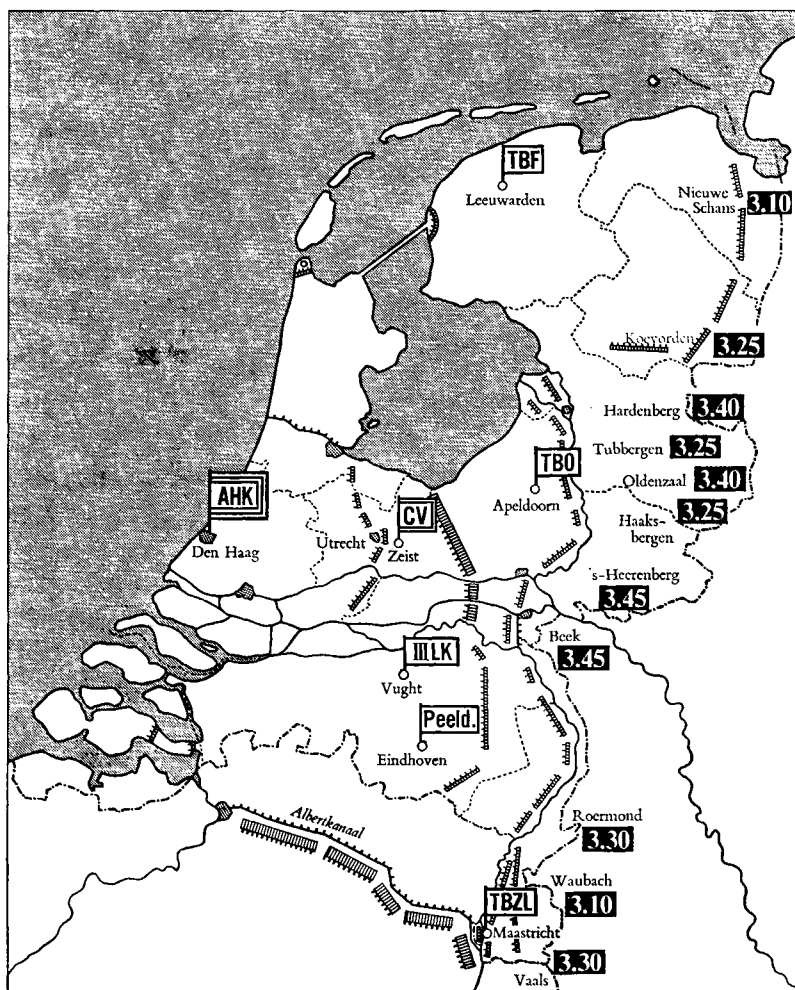 TBF
Leeuwarden
Nieuwe
Schans
3.10
Koevorden
3.25
Hardenberg 3.40
Tubbergen 3.25
TBO
Oldenzaal 3.40
Apeldoorn
AHK
CV
Haaks-
bergen
3.25
Den Haag
Utrecht
Zeist
's-Heerenberg
3.45
Beek
3.45
III LK
Vught
Peeld.
Eindhoven
Albertkanaal
Roermond
3.30
Waubach
3.10
TBZL
Maastricht
3.30
Vaals